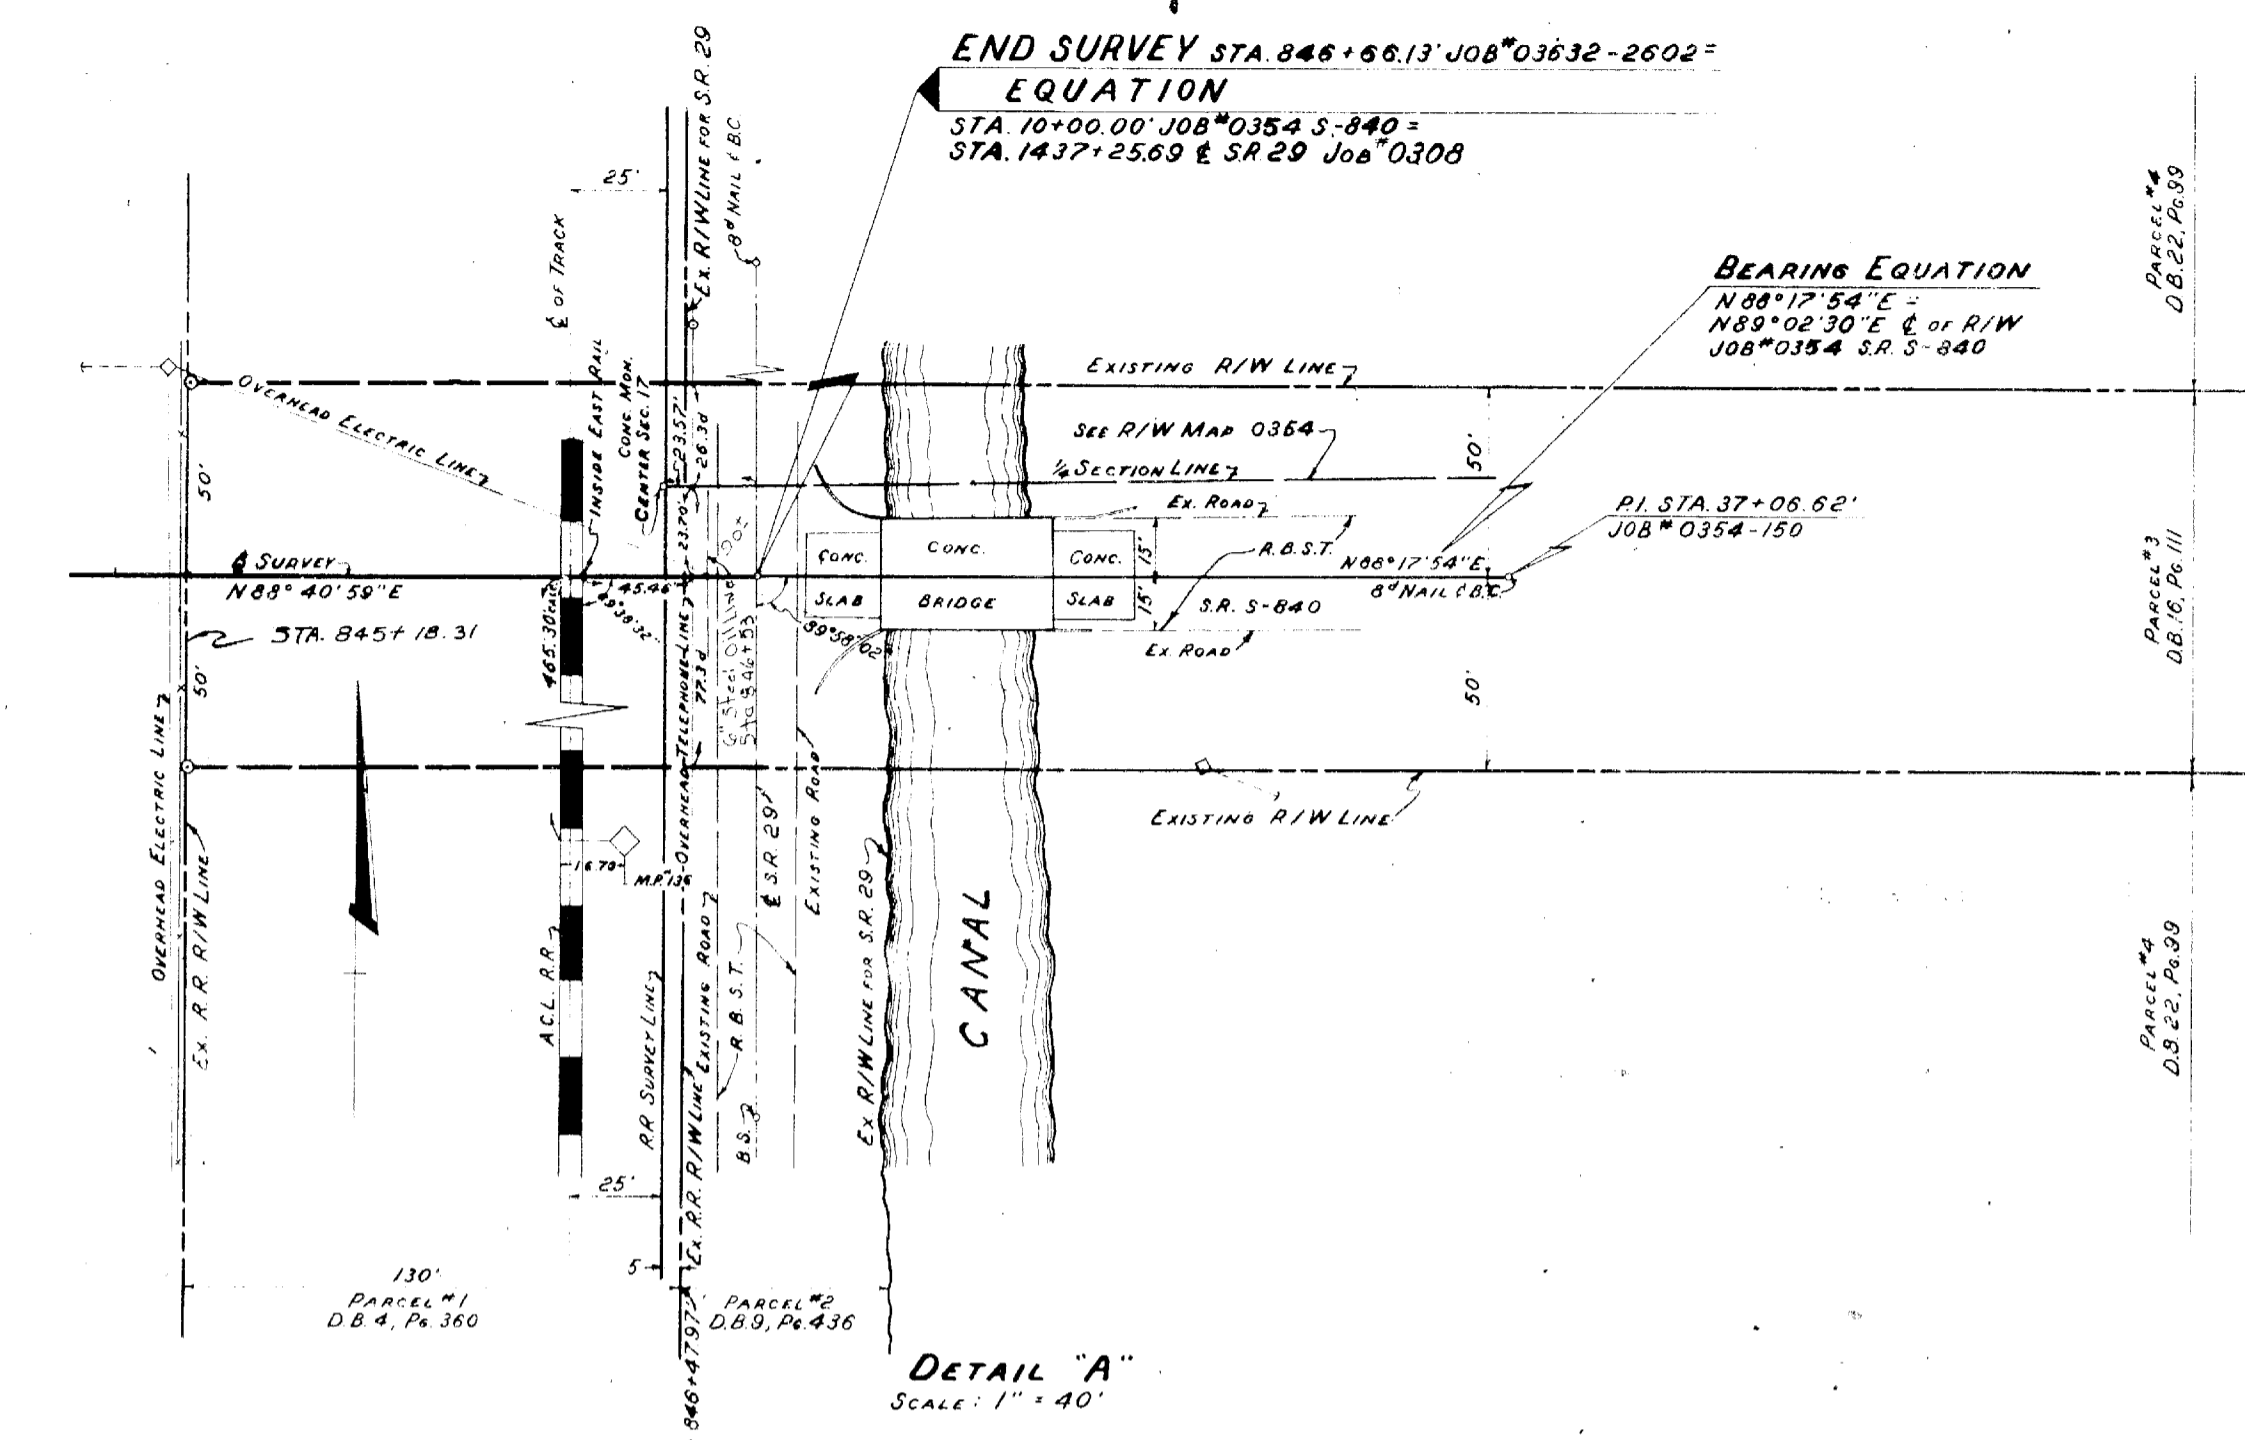 END SURVEY STA. 846+66.13' JOB #03632-2602 =
EQUATION
STA. 10+00.00' JOB #0354 S-840 =
STA. 1437+25.69 ℄ S.R. 29 JOB #0308
BEARING EQUATION
N 88° 17' 54" E =
N 89° 02' 30" E ℄ OF R/W
JOB #0354 S.R. S-840
PARCEL #4
D.B. 22, PG. 99
25'
℄ OF TRACK
EX. R/W LINE FOR S.R. 29
8d NAIL & B.C.
INSIDE EAST RAIL
CONC. MON.
CENTER SEC. 17
23.57'
OVERHEAD ELECTRIC LINE
EXISTING R/W LINE
SEE R/W MAP 0354
¼ SECTION LINE
EX. ROAD
50'
50'
P.I. STA. 37+06.62'
JOB #0354-150
R.B.S.T.
N 88° 17' 54" E
8d NAIL & B.C.
CONC.
SLAB
CONC.
BRIDGE
CONC.
SLAB
15'
15'
S.R. S-840
EX. ROAD
SURVEY
N 88° 40' 59" E
STA. 845+18.31
465.30'
45.46'
23.70'
77.3
6" Steel Oil Line
Sta 846+53
89° 58' 02"
50'
50'
PARCEL #3
D.B. 16, PG. 111
OVERHEAD TELEPHONE LINE
EXISTING ROAD
EXISTING R/W LINE
OVERHEAD ELECTRIC LINE
EX. R.R. R/W LINE
16.70
M.P. 136
℄ S.R. 29
EX R/W LINE FOR S.R. 29
CANAL
A.C.L. R.R.
R.R. SURVEY LINE
EX. R.R. R/W LINE
EXISTING ROAD
R.B.S.T.
B.S.
PARCEL #4
D.B. 22, PG. 99
25'
5
130'
PARCEL #1
D.B. 4, PG. 360
846+47.97
PARCEL #2
D.B. 9, PG. 436
DETAIL "A"
SCALE: 1" = 40'